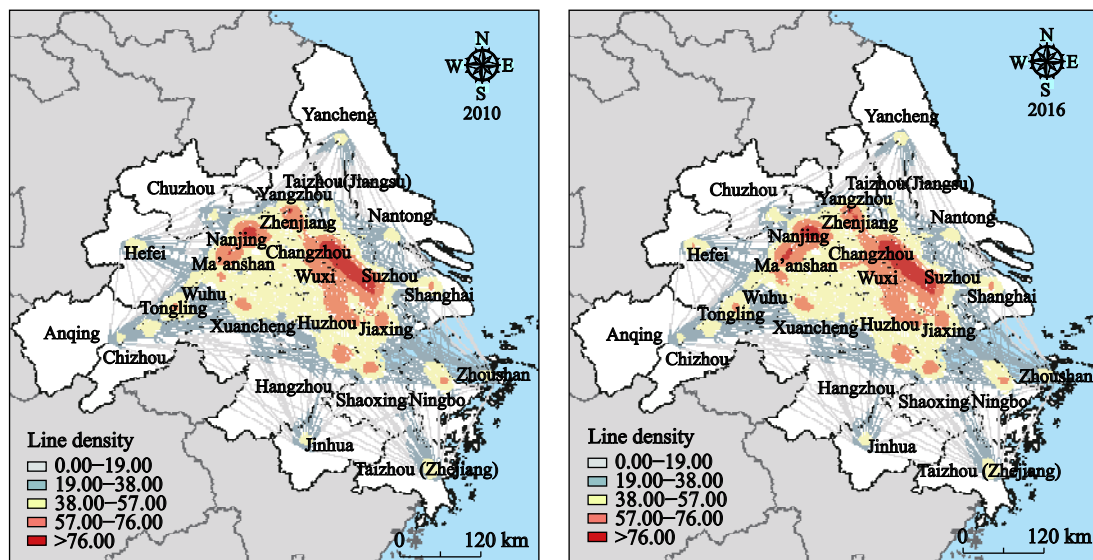 N
W E
S
2010
Yancheng
Chuzhou
Taizhou(Jiangsu)
Yangzhou
Nantong
Zhenjiang
Nanjing
Hefei
Changzhou
Ma'anshan
Wuxi
Suzhou
Shanghai
Wuhu
Tongling
Xuancheng
Huzhou
Jiaxing
Anqing
Chizhou
Hangzhou
Zhoushan
Shaoxing
Ningbo
Jinhua
Taizhou (Zhejiang)
Line density
0.00–19.00
19.00–38.00
38.00–57.00
57.00–76.00
>76.00
0 120 km
N
W E
S
2016
Yancheng
Chuzhou
Taizhou(Jiangsu)
Yangzhou
Nantong
Zhenjiang
Nanjing
Hefei
Changzhou
Ma'anshan
Wuxi
Suzhou
Shanghai
Wuhu
Tongling
Xuancheng
Huzhou
Jiaxing
Anqing
Chizhou
Hangzhou
Zhoushan
Shaoxing
Ningbo
Jinhua
Taizhou (Zhejiang)
Line density
0.00–19.00
19.00–38.00
38.00–57.00
57.00–76.00
>76.00
0 120 km